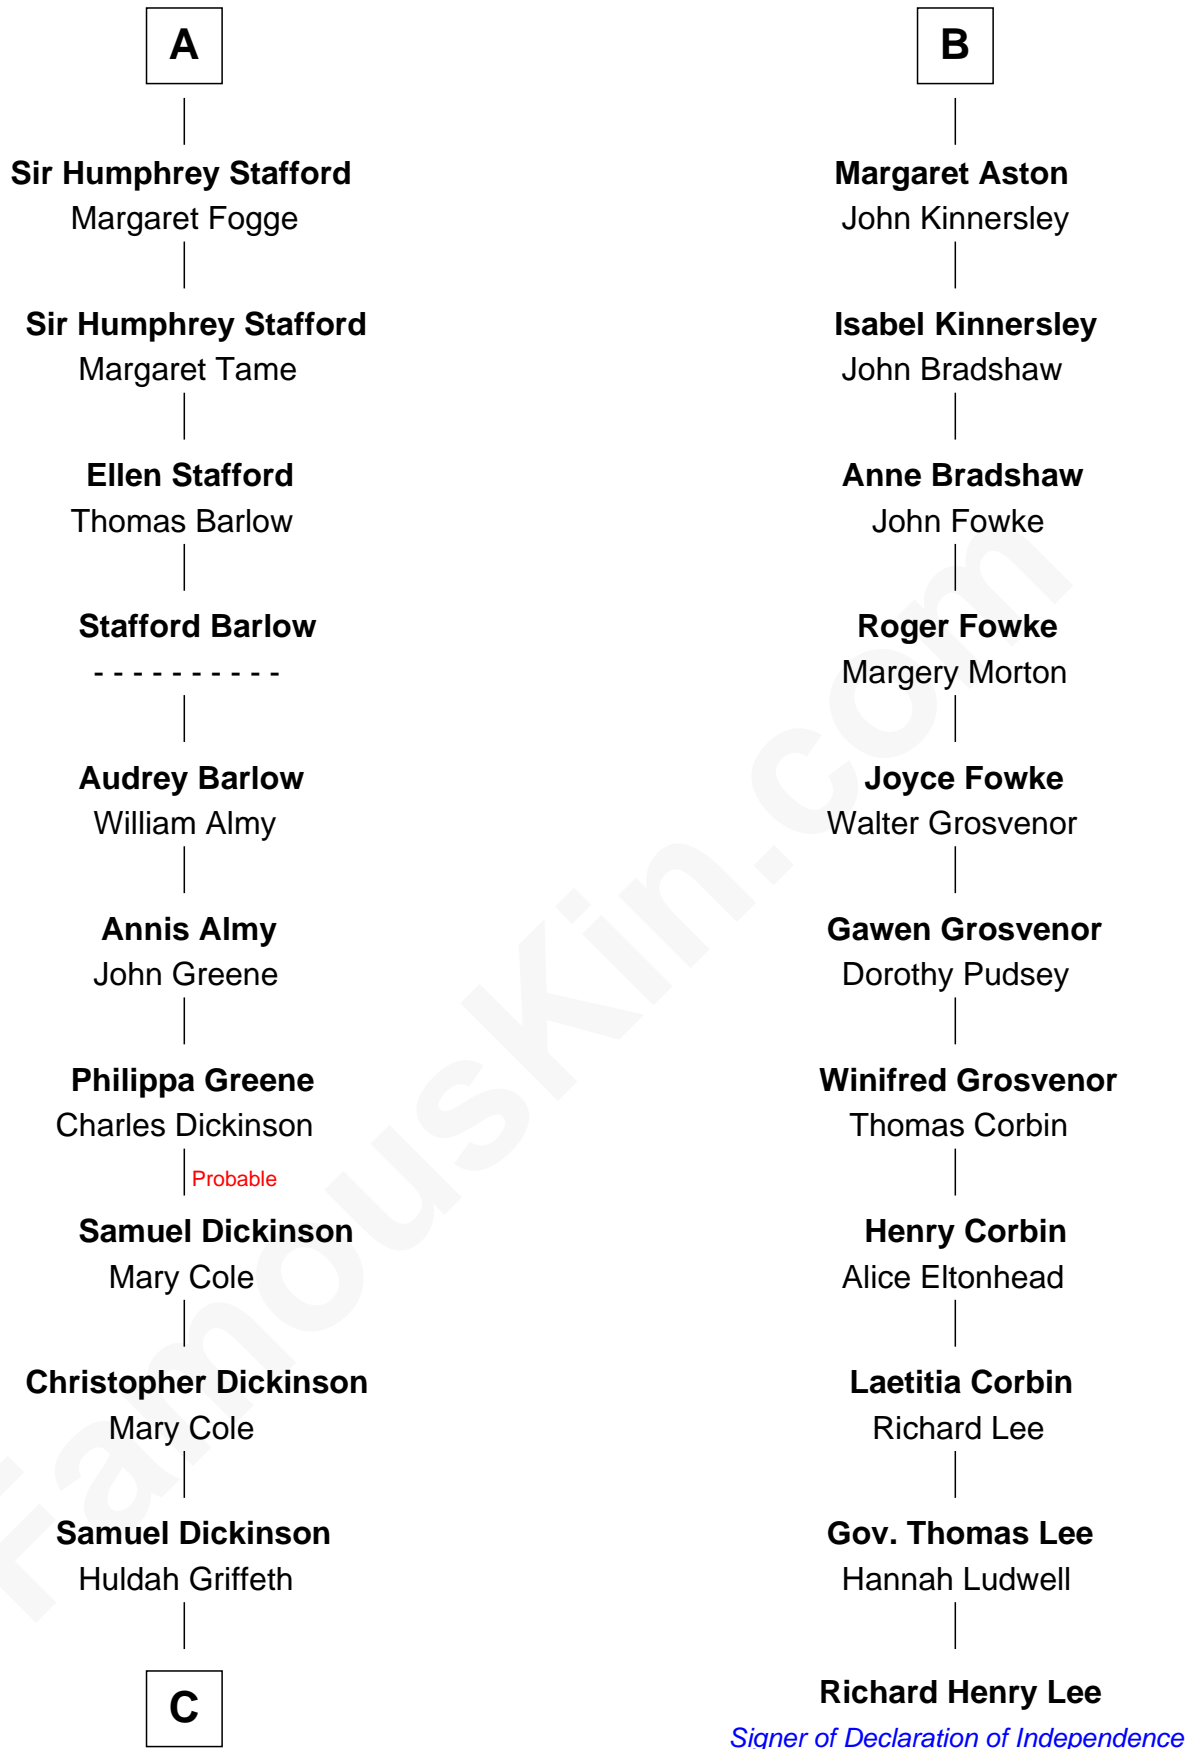 A
Sir Humphrey Stafford
Margaret Fogge
Sir Humphrey Stafford
Margaret Tame
Ellen Stafford
Thomas Barlow
Stafford Barlow
- - - - - - - - - -
Audrey Barlow
William Almy
Annis Almy
John Greene
Philippa Greene
Charles Dickinson
Probable
Samuel Dickinson
Mary Cole
Christopher Dickinson
Mary Cole
Samuel Dickinson
Huldah Griffeth
C
B
Margaret Aston
John Kinnersley
Isabel Kinnersley
John Bradshaw
Anne Bradshaw
John Fowke
Roger Fowke
Margery Morton
Joyce Fowke
Walter Grosvenor
Gawen Grosvenor
Dorothy Pudsey
Winifred Grosvenor
Thomas Corbin
Henry Corbin
Alice Eltonhead
Laetitia Corbin
Richard Lee
Gov. Thomas Lee
Hannah Ludwell
Richard Henry Lee
Signer of Declaration of Independence
FamousKin.com